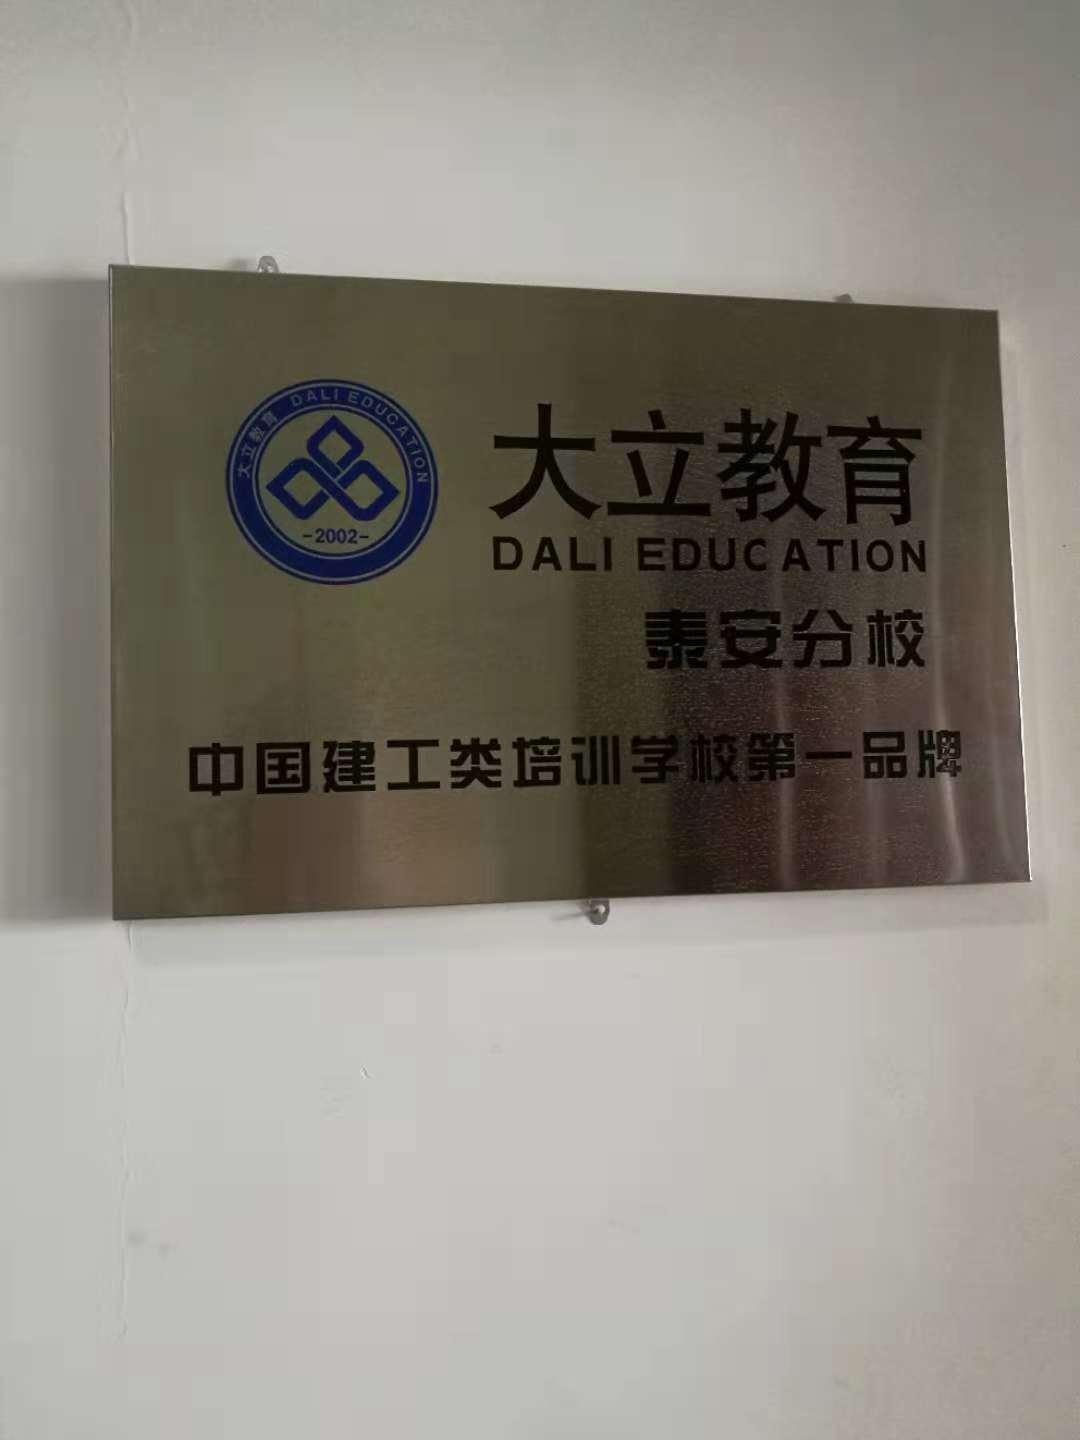 大立教育 DALI EDUCATION
-2002-
大立教育
DALI EDUCATION
泰安分校
中国建工类培训学校第一品牌